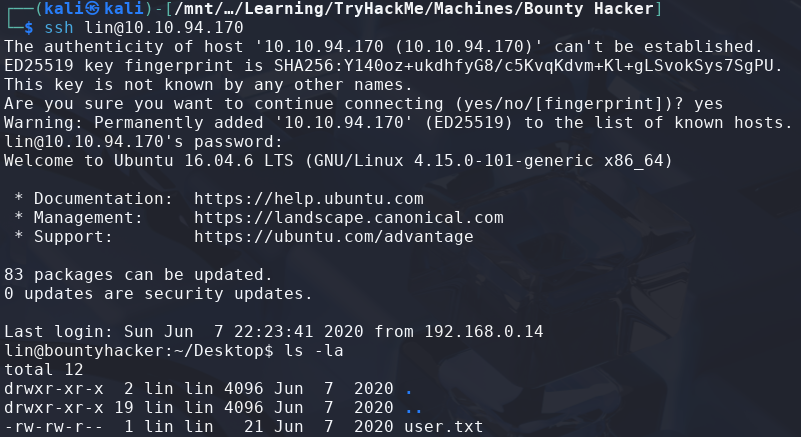 ┌──(kali㉿kali)-[/mnt/…/Learning/TryHackMe/Machines/Bounty Hacker]
└─$ ssh lin@10.10.94.170
The authenticity of host '10.10.94.170 (10.10.94.170)' can't be established.
ED25519 key fingerprint is SHA256:Y140oz+ukdhfyG8/c5KvqKdvm+Kl+gLSvokSys7SgPU.
This key is not known by any other names.
Are you sure you want to continue connecting (yes/no/[fingerprint])? yes
Warning: Permanently added '10.10.94.170' (ED25519) to the list of known hosts.
lin@10.10.94.170's password:
Welcome to Ubuntu 16.04.6 LTS (GNU/Linux 4.15.0-101-generic x86_64)
* Documentation:  https://help.ubuntu.com
* Management:     https://landscape.canonical.com
* Support:        https://ubuntu.com/advantage
83 packages can be updated.
0 updates are security updates.
Last login: Sun Jun  7 22:23:41 2020 from 192.168.0.14
lin@bountyhacker:~/Desktop$ ls -la
total 12
drwxr-xr-x  2 lin lin 4096 Jun  7  2020 .
drwxr-xr-x 19 lin lin 4096 Jun  7  2020 ..
-rw-rw-r--  1 lin lin   21 Jun  7  2020 user.txt